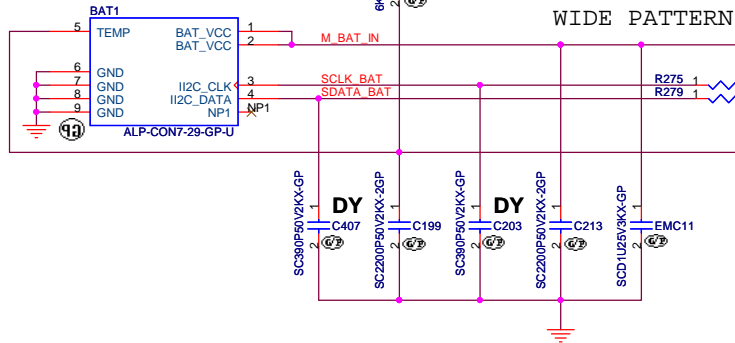 BAT1
WIDE PATTERN
5
TEMP
BAT_VCC
1
BAT_VCC
2
M_BAT_IN
6
GND
7
GND
8
GND
9
GND
II2C_CLK
3
SCLK_BAT
II2C_DATA
4
SDATA_BAT
NP1
NP1
R275
1
R279
1
ALP-CON7-29-GP-U
GP
2
G/P
SC390P50V2KX-GP
1
DY
C407
2
G/P
SC2200P50V2KX-2GP
1
C199
2
G/P
SC390P50V2KX-GP
1
DY
C203
2
G/P
SC2200P50V2KX-2GP
1
C213
2
G/P
SCD1U25V3KX-GP
1
EMC11
2
G/P